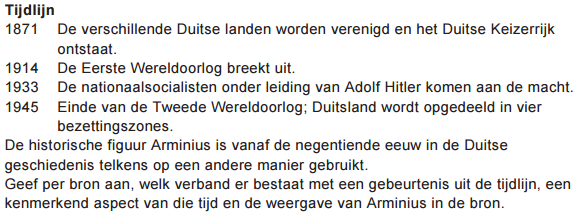 Tijdlijn
1871 De verschillende Duitse landen worden verenigd en het Duitse Keizerrijk
ontstaat.
1914 De Eerste Wereldoorlog breekt uit.
1933 De nationaalsocialisten onder leiding van Adolf Hitler komen aan de macht.
1945 Einde van de Tweede Wereldoorlog; Duitsland wordt opgedeeld in vier
bezettingszones.
De historische figuur Arminius is vanaf de negentiende eeuw in de Duitse
geschiedenis telkens op een andere manier gebruikt.
Geef per bron aan, welk verband er bestaat met een gebeurtenis uit de tijdlijn, een
kenmerkend aspect van die tijd en de weergave van Arminius in de bron.